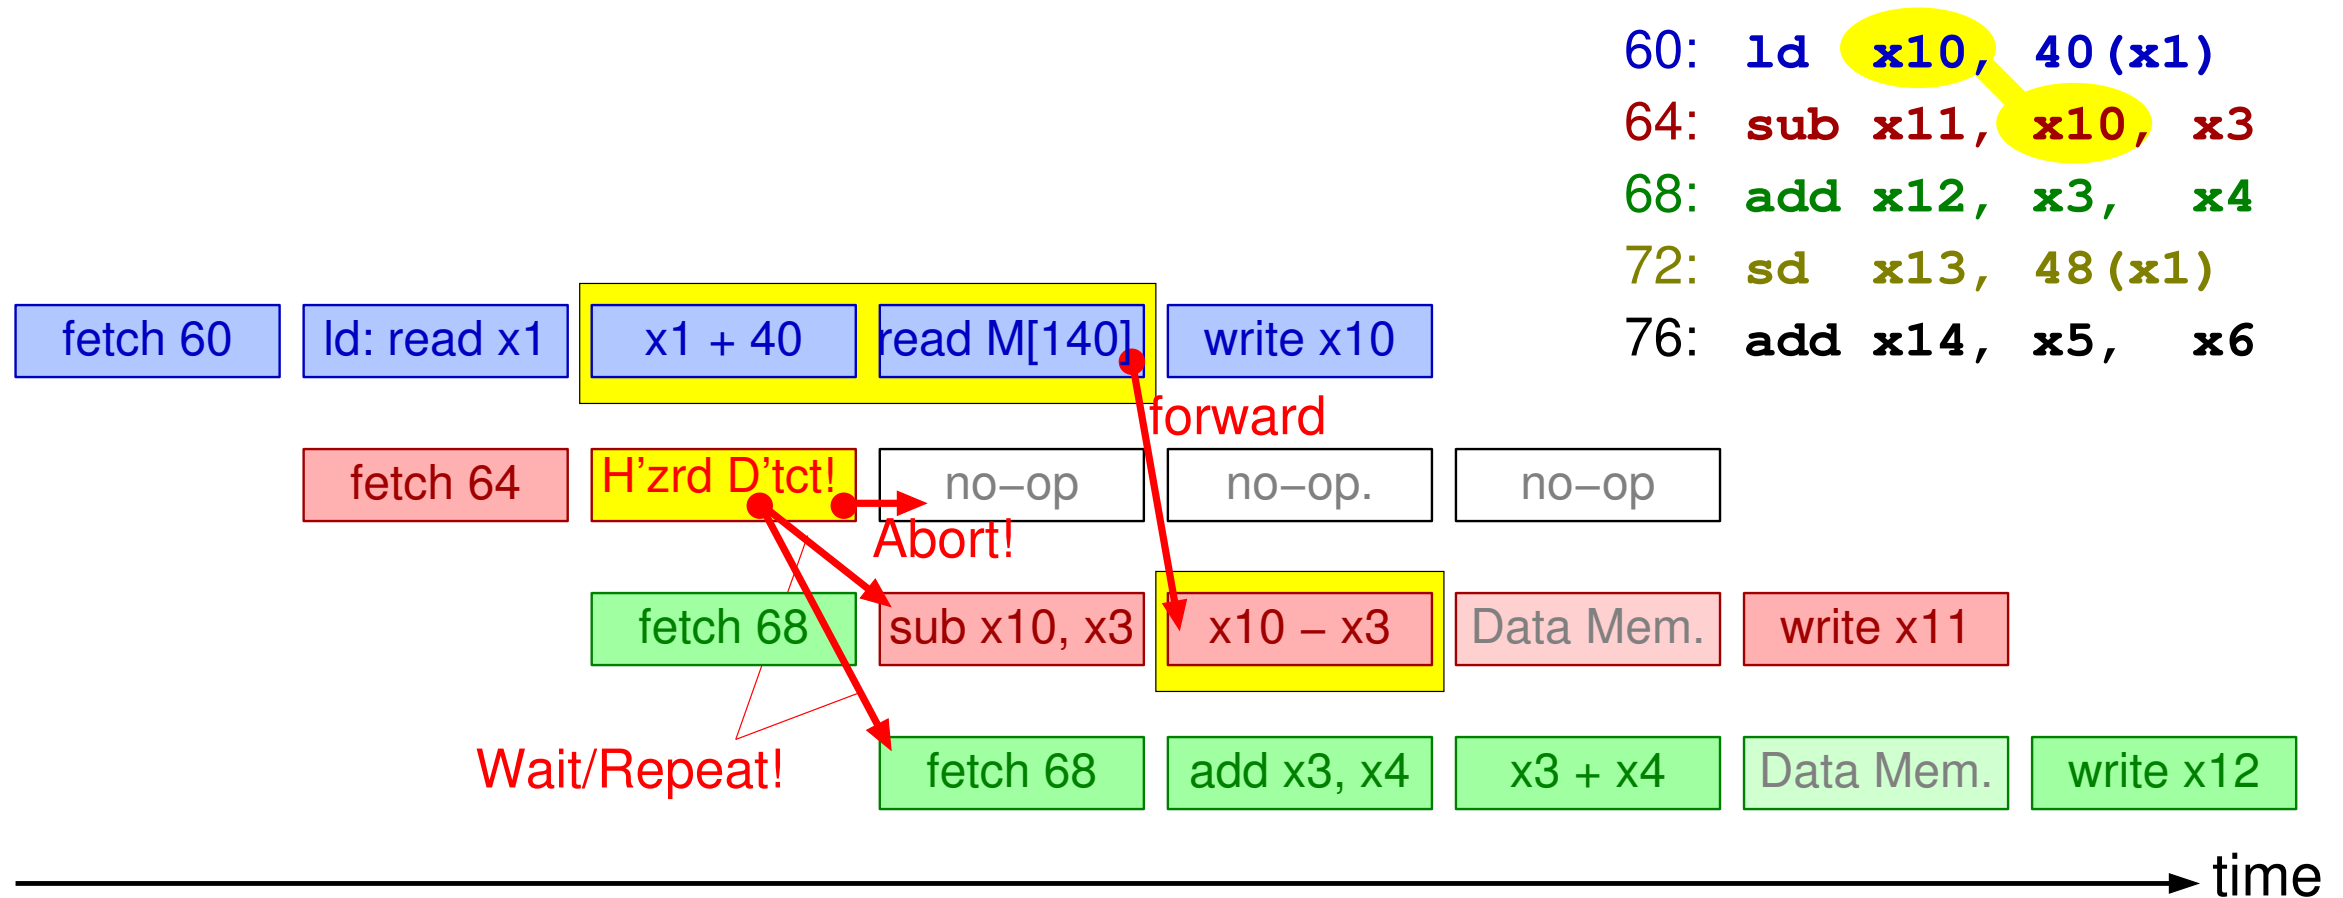 60: ld x10, 40(x1)
64: sub x11, x10, x3
68: add x12, x3, x4
72: sd x13, 48(x1)
76: add x14, x5, x6
fetch 60 ld: read x1 x1 + 40 read M[140] write x10
forward
fetch 64 H'zrd D'tct! no-op no-op. no-op
Abort!
fetch 68 sub x10, x3 x10 – x3 Data Mem. write x11
Wait/Repeat! fetch 68 add x3, x4 x3 + x4 Data Mem. write x12
time